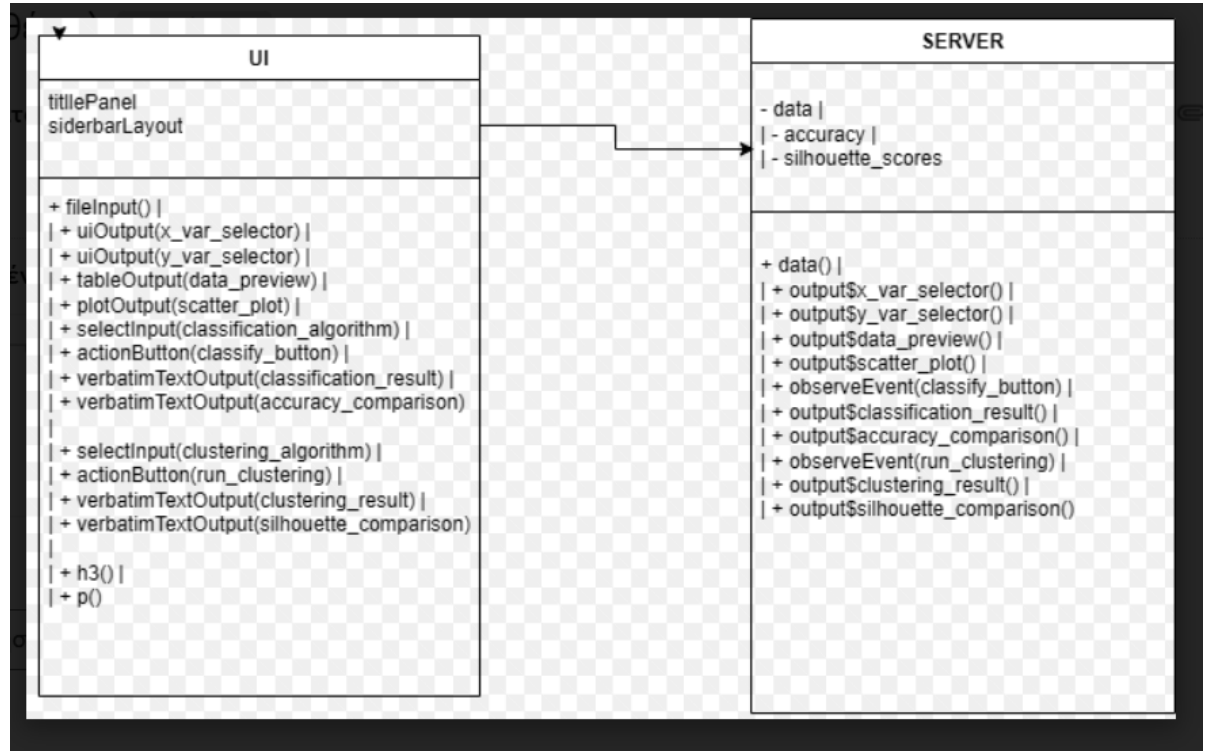 UI
titllePanel
siderbarLayout
+ fileInput() |
| + uiOutput(x_var_selector) |
| + uiOutput(y_var_selector) |
| + tableOutput(data_preview) |
| + plotOutput(scatter_plot) |
| + selectInput(classification_algorithm) |
| + actionButton(classify_button) |
| + verbatimTextOutput(classification_result) |
| + verbatimTextOutput(accuracy_comparison)
|
| + selectInput(clustering_algorithm) |
| + actionButton(run_clustering) |
| + verbatimTextOutput(clustering_result) |
| + verbatimTextOutput(silhouette_comparison)
|
| + h3() |
| + p()
SERVER
- data |
| - accuracy |
| - silhouette_scores
+ data() |
| + output$x_var_selector() |
| + output$y_var_selector() |
| + output$data_preview() |
| + output$scatter_plot() |
| + observeEvent(classify_button) |
| + output$classification_result() |
| + output$accuracy_comparison() |
| + observeEvent(run_clustering) |
| + output$clustering_result() |
| + output$silhouette_comparison()